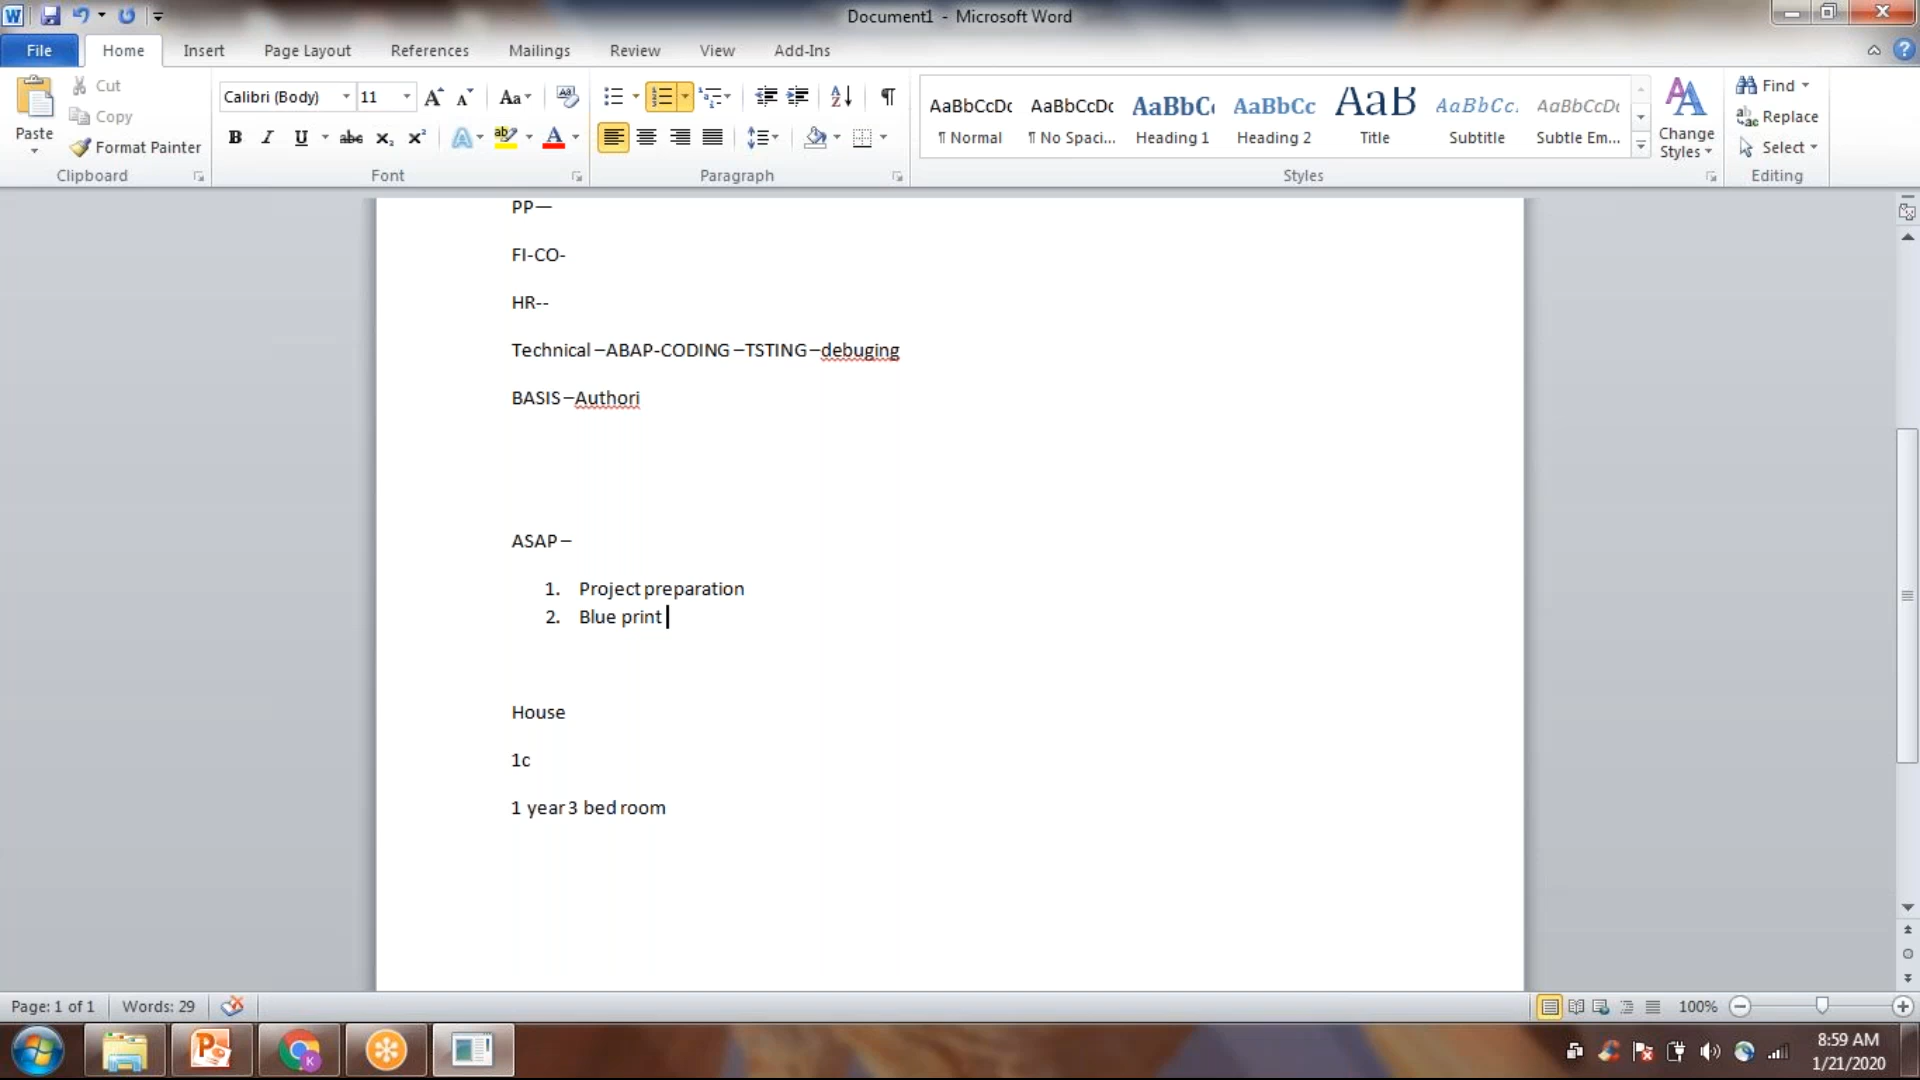 Document1 - Microsoft Word
File Home Insert Page Layout References Mailings Review View Add-Ins
Paste
Cut
Copy
Format Painter
Clipboard
Calibri (Body) 11
Font
Paragraph
AaBbCcDc AaBbCcDc AaBbC AaBbCc AaB AaBbCc. AaBbCcDc
¶ Normal ¶ No Spaci... Heading 1 Heading 2 Title Subtitle Subtle Em...
Change Styles
Styles
Find
Replace
Select
Editing
PP—
FI-CO-
HR--
Technical –ABAP-CODING –TSTING –debuging
BASIS –Authori
ASAP –
1. Project preparation
2. Blue print
House
1c
1 year 3 bed room
Page: 1 of 1 Words: 29 100%
8:59 AM
1/21/2020